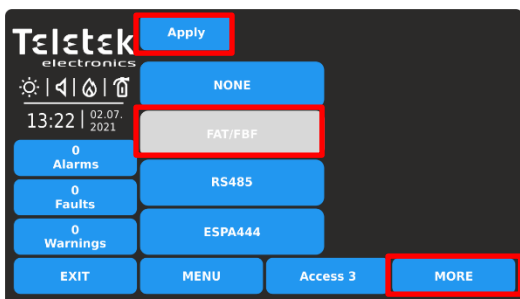 Teletek
electronics
Apply
NONE
13:22 02.07.
2021
FAT/FBF
0
Alarms
RS485
0
Faults
0
Warnings
ESPA444
EXIT
MENU
Access 3
MORE